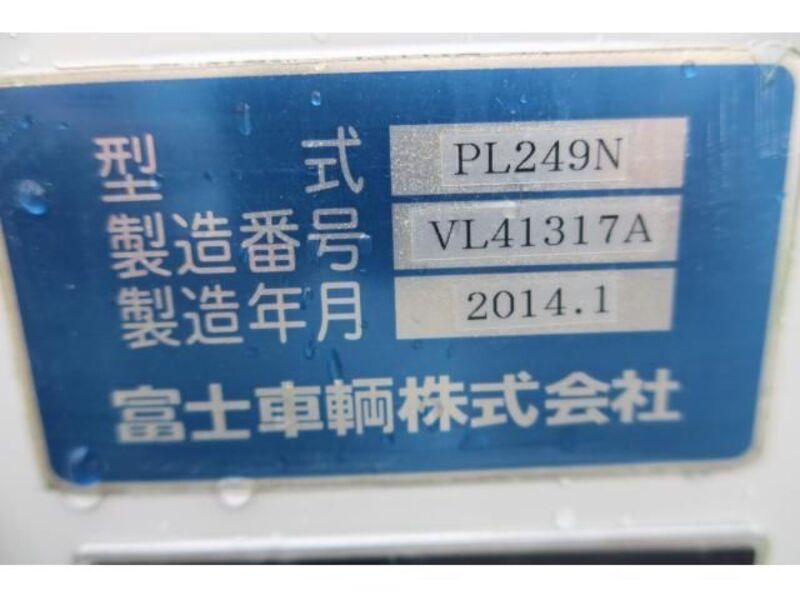 型 式 PL249N
製造番号 VL41317A
製造年月 2014.1
富士車輌株式会社